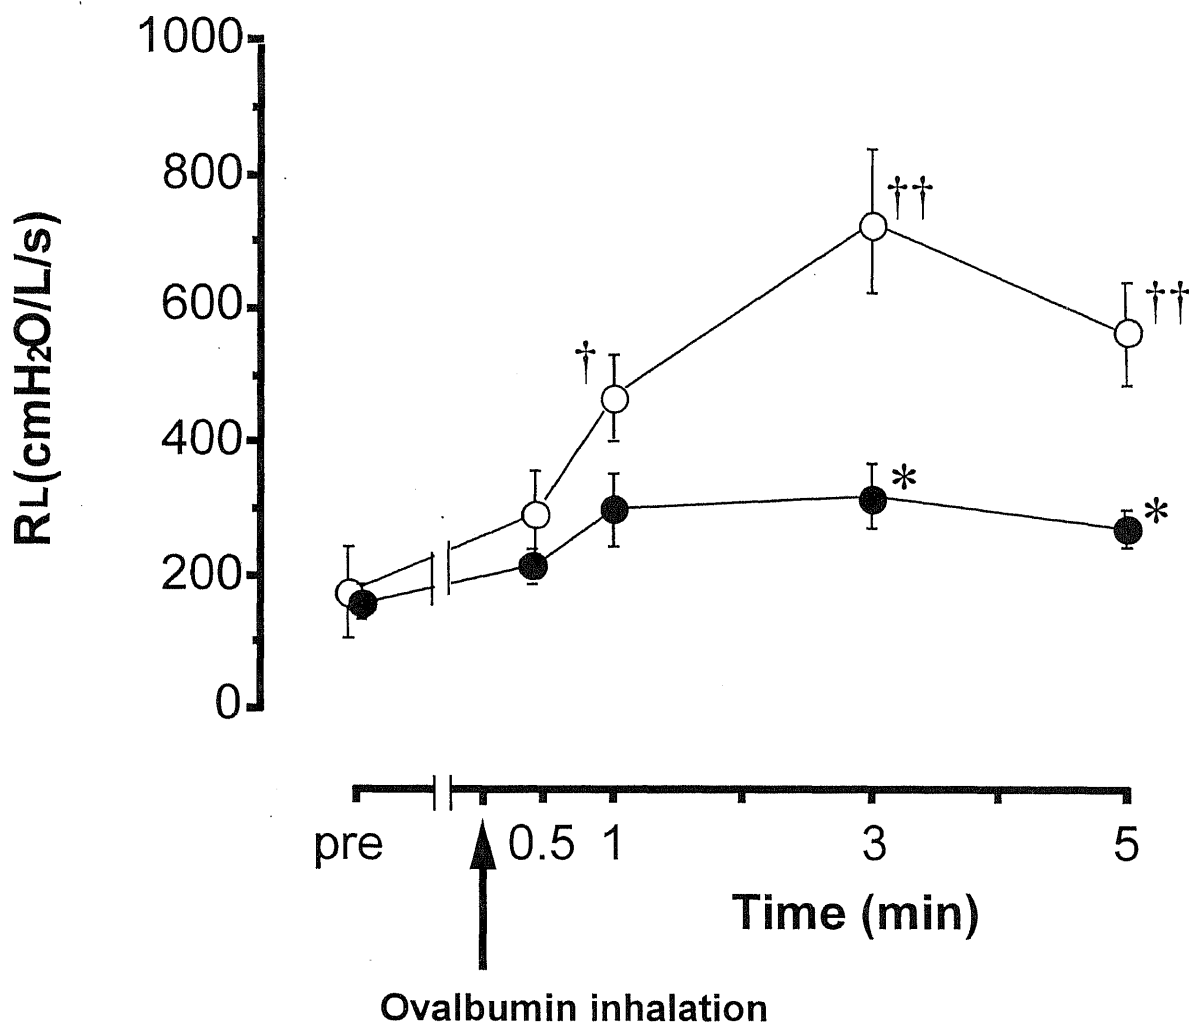 1000
800
600
400
200
0
RL(cmH2O/L/s)
††
††
†
*
*
pre 0.5 1 3 5
Time (min)
Ovalbumin inhalation